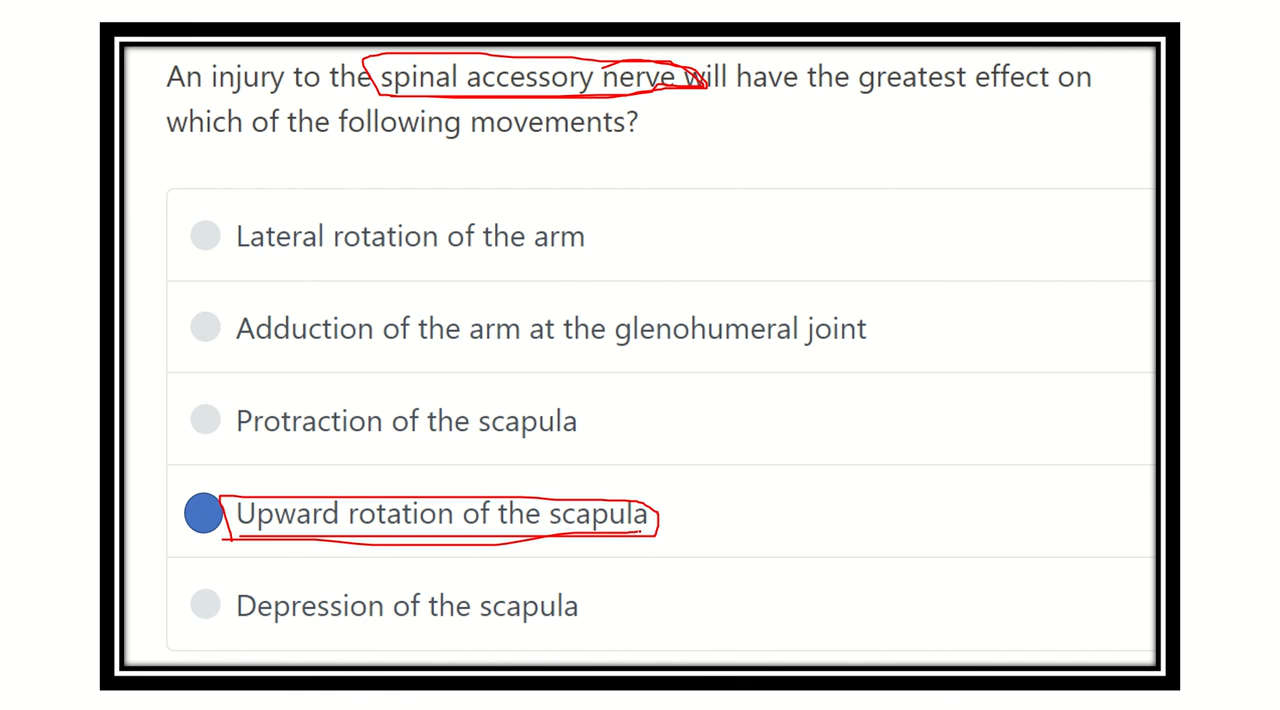 An injury to the spinal accessory nerve will have the greatest effect on
which of the following movements?
Lateral rotation of the arm
Adduction of the arm at the glenohumeral joint
Protraction of the scapula
Upward rotation of the scapula
Depression of the scapula